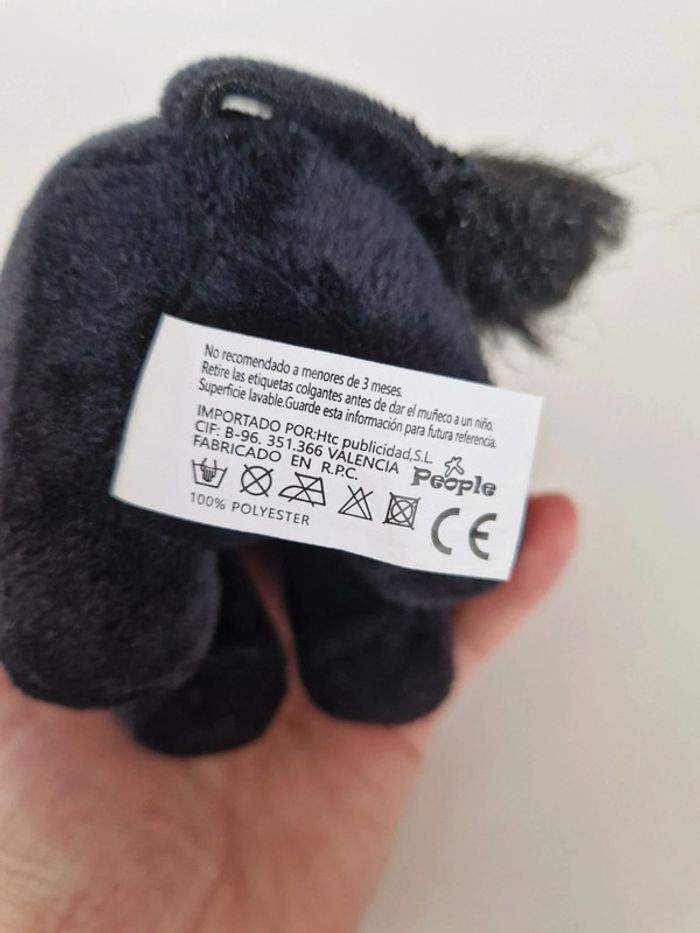 No recomendado a menores de 3 meses.
Retire las etiquetas colgantes antes de dar el muñeco a un niño.
Superficie lavable.Guarde esta información para futura referencia.
IMPORTADO POR:Htc publicidad,S.L.
CIF: B-96. 351.366 VALENCIA
FABRICADO EN R.P.C.
People
100% POLYESTER
CE